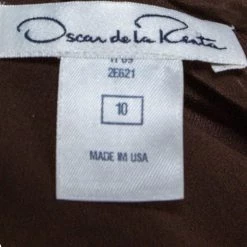 Oscar de la Renta
2E621
10
MADE IN USA